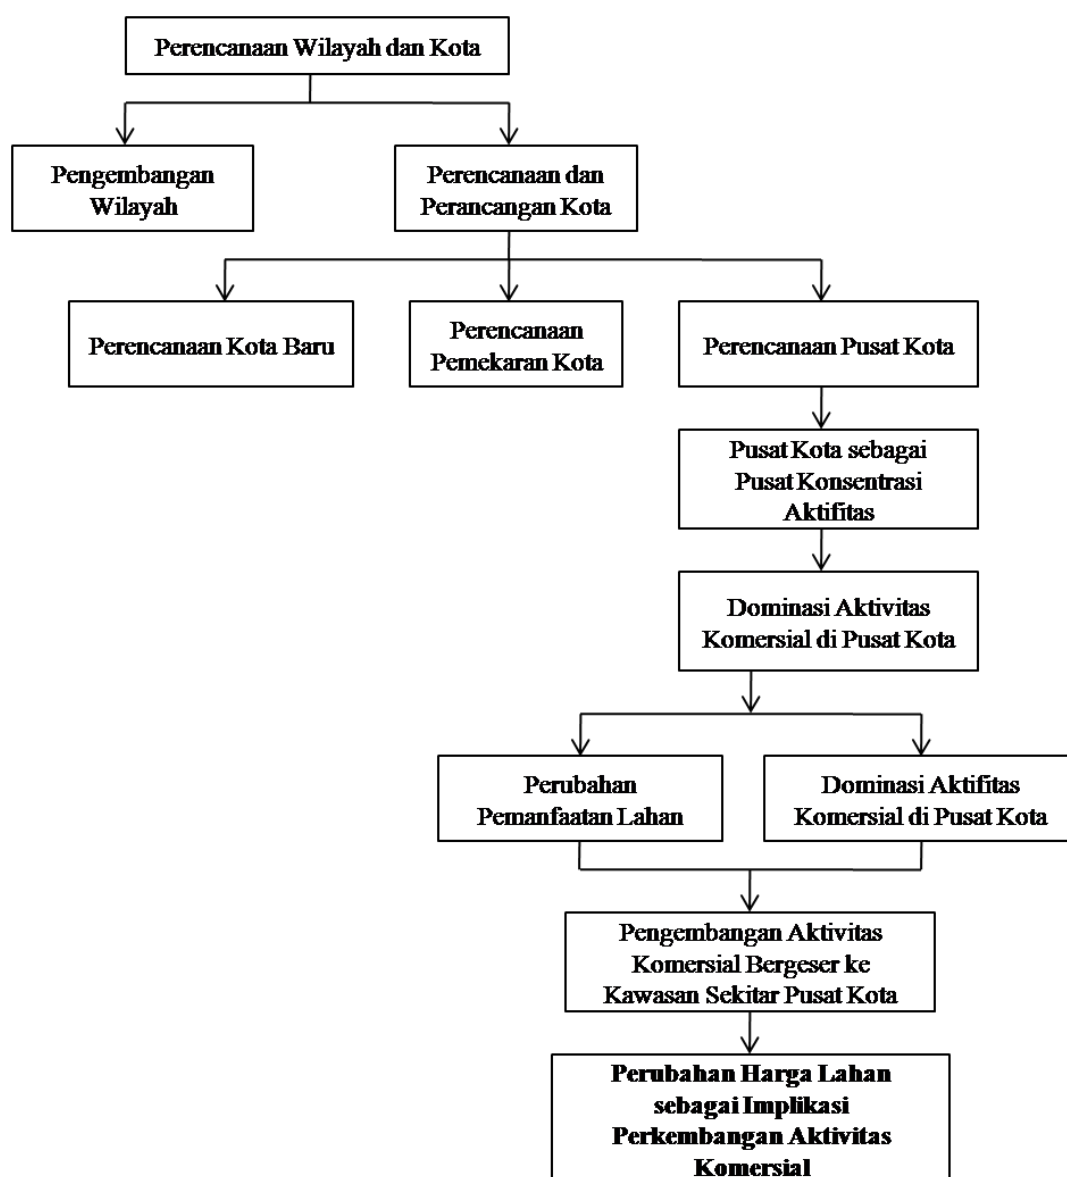 Perencanaan Wilayah dan Kota
Pengembangan
Wilayah
Perencanaan dan
Perancangan Kota
Perencanaan Kota Baru
Perencanaan
Pemekaran Kota
Perencanaan Pusat Kota
Pusat Kota sebagai
Pusat Konsentrasi
Aktifitas
Dominasi Aktivitas
Komersial di Pusat Kota
Perubahan
Pemanfaatan Lahan
Dominasi Aktifitas
Komersial di Pusat Kota
Pengembangan Aktivitas
Komersial Bergeser ke
Kawasan Sekitar Pusat Kota
Perubahan Harga Lahan
sebagai Implikasi
Perkembangan Aktivitas
Komersial